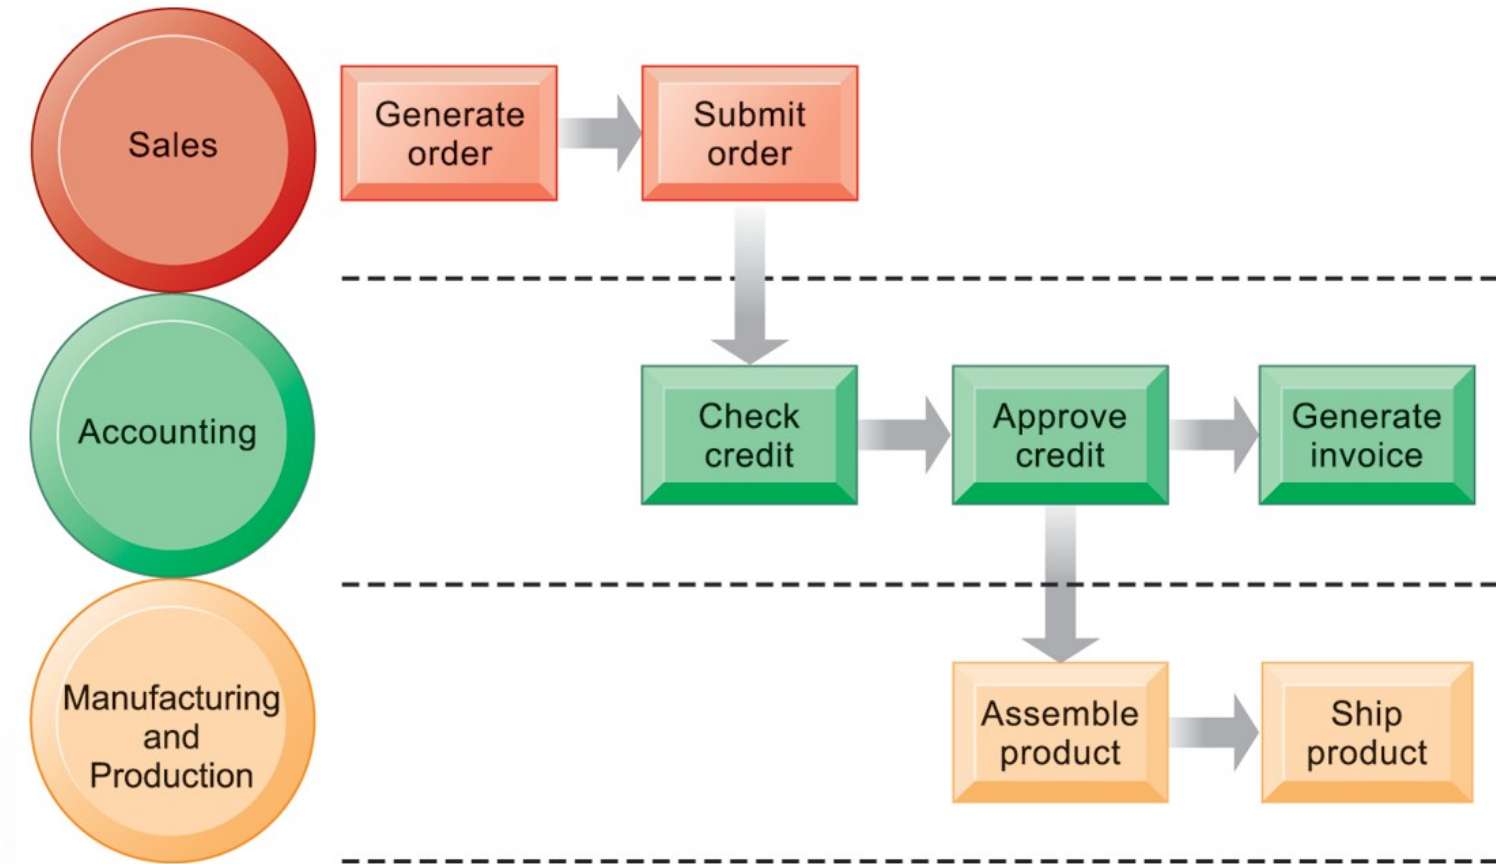 Sales
Generate
order
Submit
order
Accounting
Check
credit
Approve
credit
Generate
invoice
Manufacturing
and
Production
Assemble
product
Ship
product